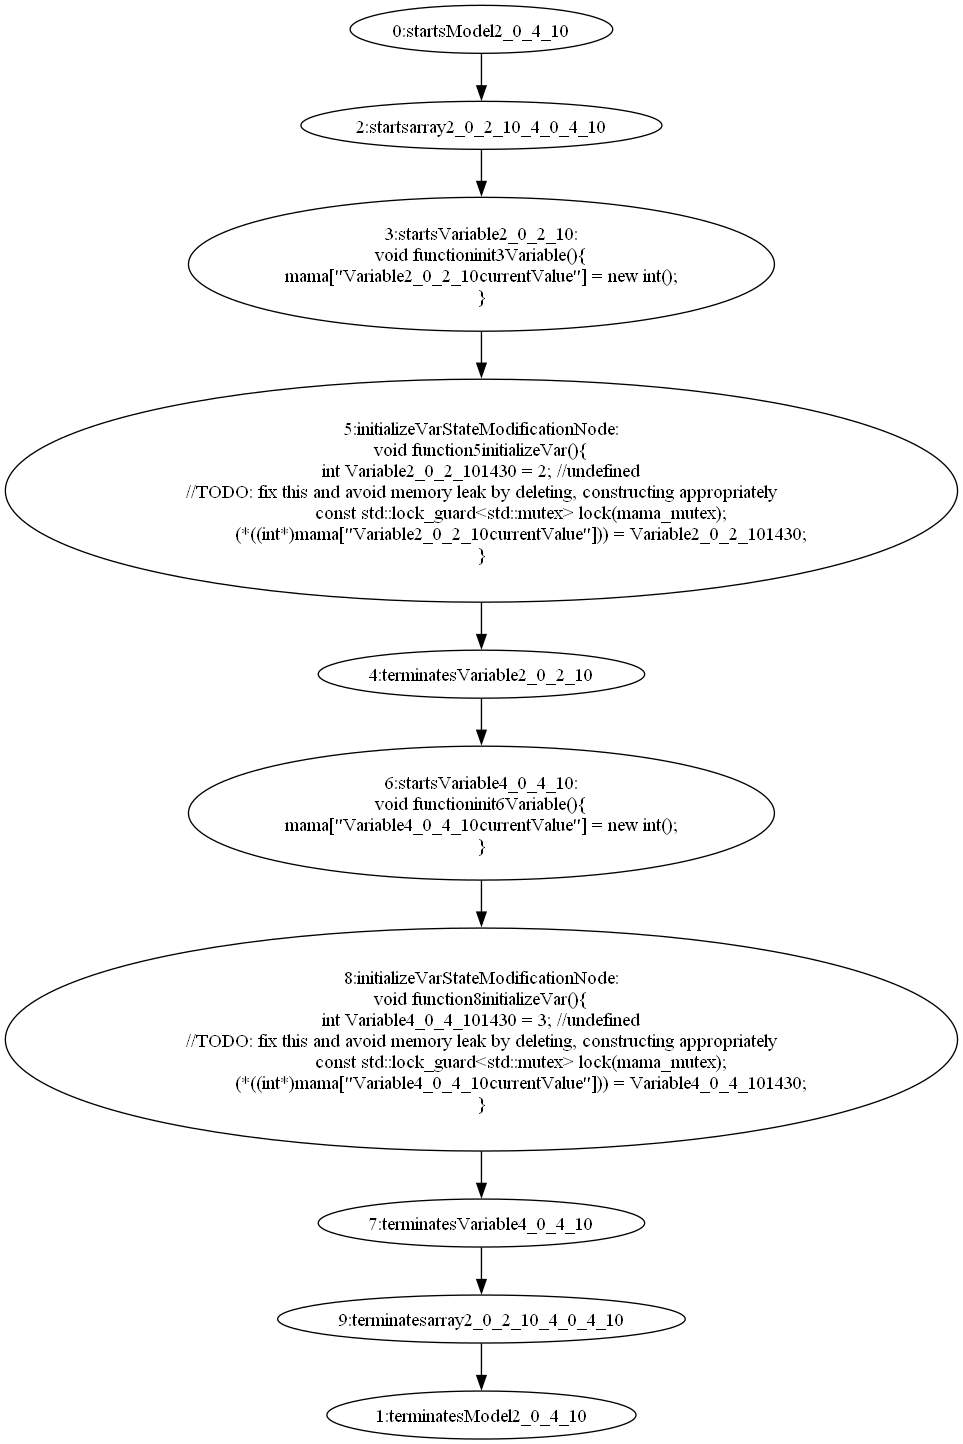 0:startsModel2_0_4_10
2:startsarray2_0_2_10_4_0_4_10
3:startsVariable2_0_2_10:
void functioninit3Variable(){
mama["Variable2_0_2_10currentValue"] = new int();
}
5:initializeVarStateModificationNode:
void function5initializeVar(){
int Variable2_0_2_101430 = 2; //undefined
//TODO: fix this and avoid memory leak by deleting, constructing appropriately
const std::lock_guard<std::mutex> lock(mama_mutex);
(*((int*)mama["Variable2_0_2_10currentValue"])) = Variable2_0_2_101430;
}
4:terminatesVariable2_0_2_10
6:startsVariable4_0_4_10:
void functioninit6Variable(){
mama["Variable4_0_4_10currentValue"] = new int();
}
8:initializeVarStateModificationNode:
void function8initializeVar(){
int Variable4_0_4_101430 = 3; //undefined
//TODO: fix this and avoid memory leak by deleting, constructing appropriately
const std::lock_guard<std::mutex> lock(mama_mutex);
(*((int*)mama["Variable4_0_4_10currentValue"])) = Variable4_0_4_101430;
}
7:terminatesVariable4_0_4_10
9:terminatesarray2_0_2_10_4_0_4_10
1:terminatesModel2_0_4_10